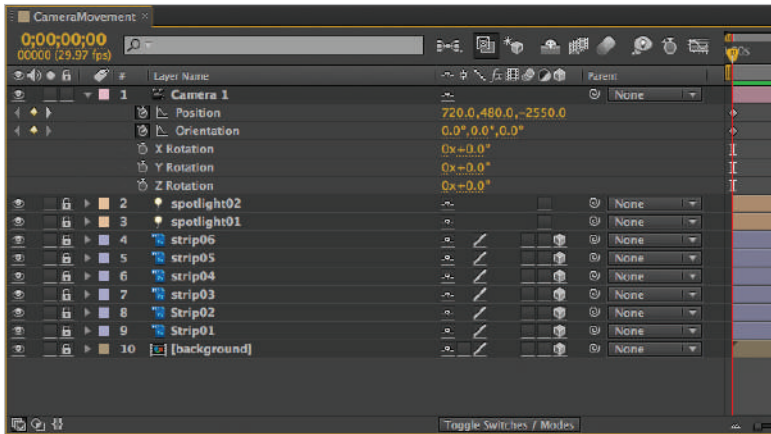 CameraMovement ×
0;00;00;00
00000 (29.97 fps)
# Layer Name Parent
1 Camera 1 None
Position 720.0,480.0,-2550.0
Orientation 0.0°,0.0°,0.0°
X Rotation 0x+0.0°
Y Rotation 0x+0.0°
Z Rotation 0x+0.0°
2 spotlight02 None
3 spotlight01 None
4 strip06 None
5 strip05 None
6 strip04 None
7 strip03 None
8 Strip02 None
9 Strip01 None
10 [background] None
Toggle Switches / Modes